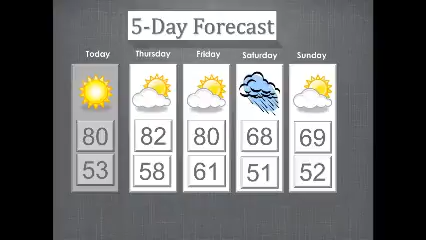 5-Day Forecast
Today Thursday Friday Saturday Sunday
80 82 80 68 69
53 58 61 51 52